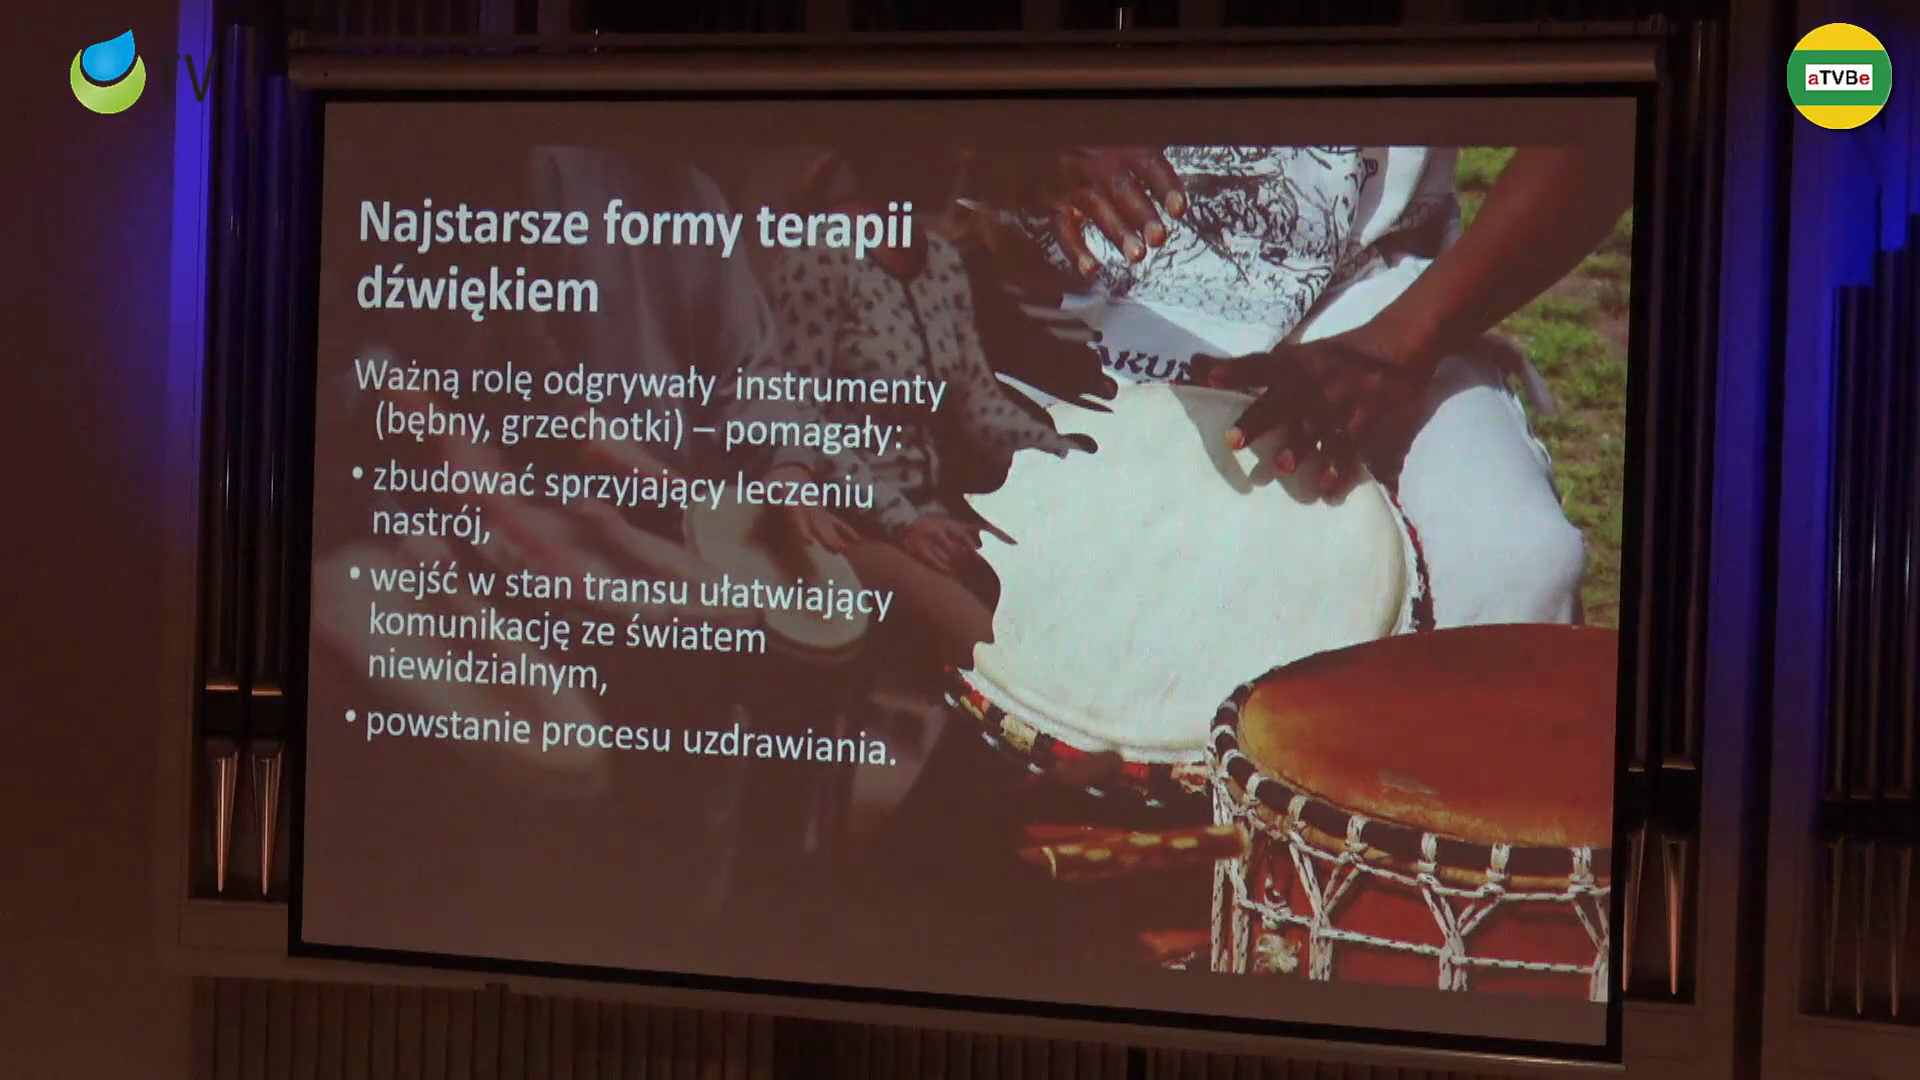 TV
aTVBe
Najstarsze formy terapii
dźwiękiem
Ważną rolę odgrywały instrumenty
(bębny, grzechotki) – pomagały:
• zbudować sprzyjający leczeniu
nastrój,
• wejść w stan transu ułatwiający
komunikację ze światem
niewidzialnym,
• powstanie procesu uzdrawiania.